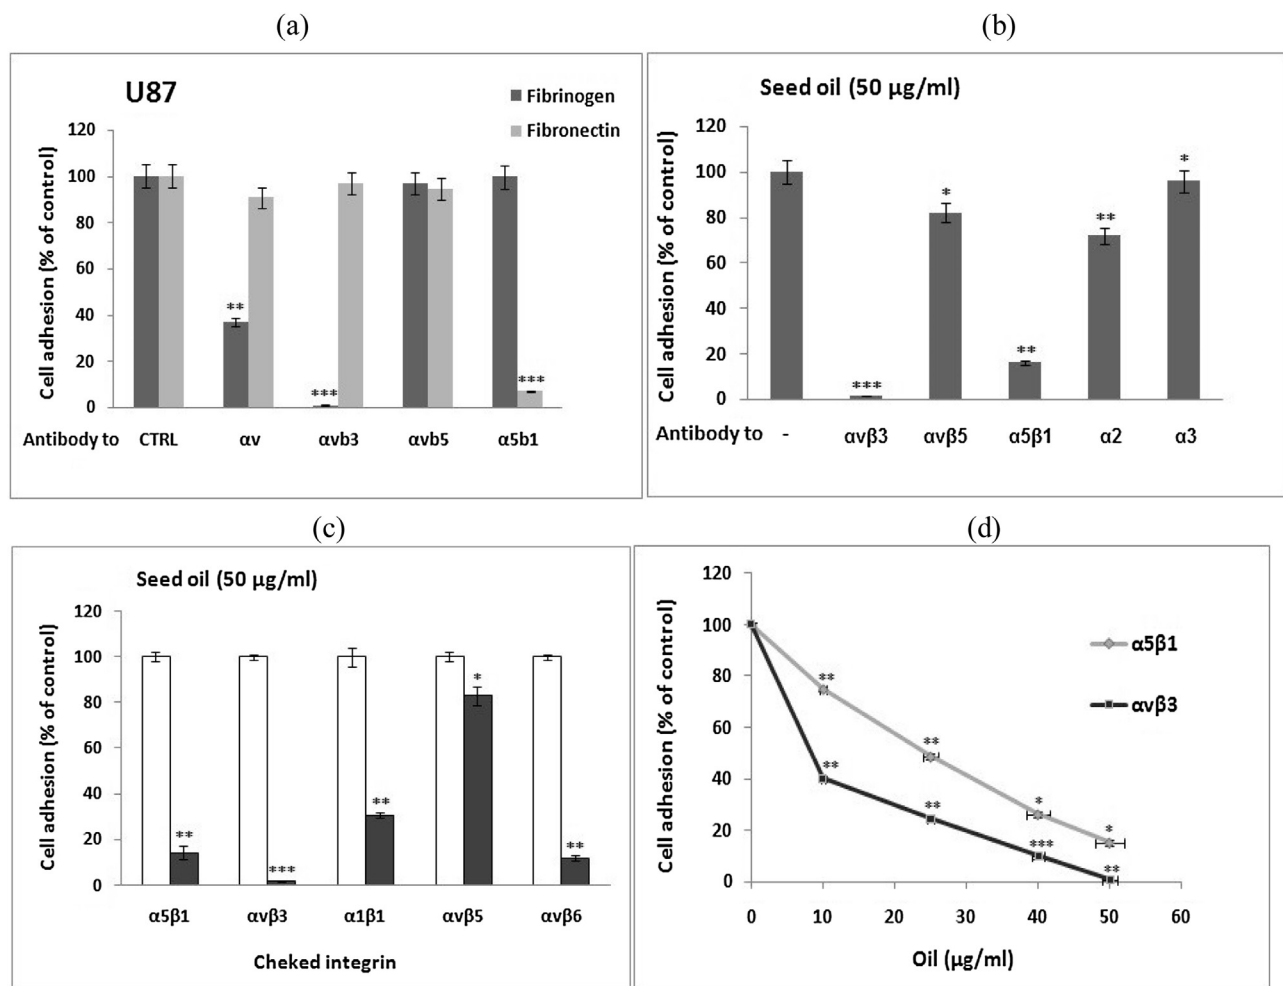 (a)
U87
Fibrinogen
Fibronectin
Cell adhesion (% of control)
120
100
80
60
40
20
0
**
***
***
Antibody to CTRL αv αvb3 αvb5 α5b1
(b)
Seed oil (50 µg/ml)
Cell adhesion (% of control)
120
100
80
60
40
20
0
***
*
**
**
*
Antibody to - αvβ3 αvβ5 α5β1 α2 α3
(c)
Seed oil (50 µg/ml)
Cell adhesion (% of control)
120
100
80
60
40
20
0
**
***
**
*
**
α5β1 αvβ3 α1β1 αvβ5 αvβ6
Cheked integrin
(d)
Cell adhesion (% of control)
120
100
80
60
40
20
0
α5β1
αvβ3
**
**
*
*
**
**
***
**
0 10 20 30 40 50 60
Oil (µg/ml)